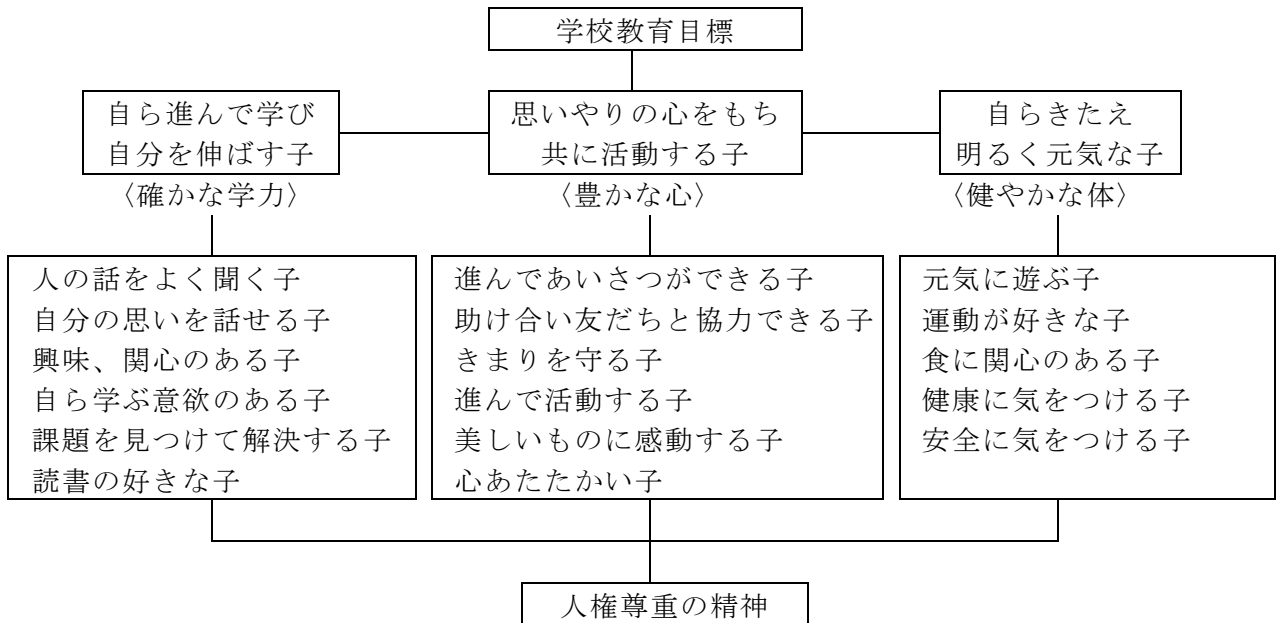 学校教育目標
自ら進んで学び
自分を伸ばす子
〈確かな学力〉
思いやりの心をもち
共に活動する子
〈豊かな心〉
自らきたえ
明るく元気な子
〈健やかな体〉
人の話をよく聞く子
自分の思いを話せる子
興味、関心のある子
自ら学ぶ意欲のある子
課題を見つけて解決する子
読書の好きな子
進んであいさつができる子
助け合い友だちと協力できる子
きまりを守る子
進んで活動する子
美しいものに感動する子
心あたたかい子
元気に遊ぶ子
運動が好きな子
食に関心のある子
健康に気をつける子
安全に気をつける子
人権尊重の精神